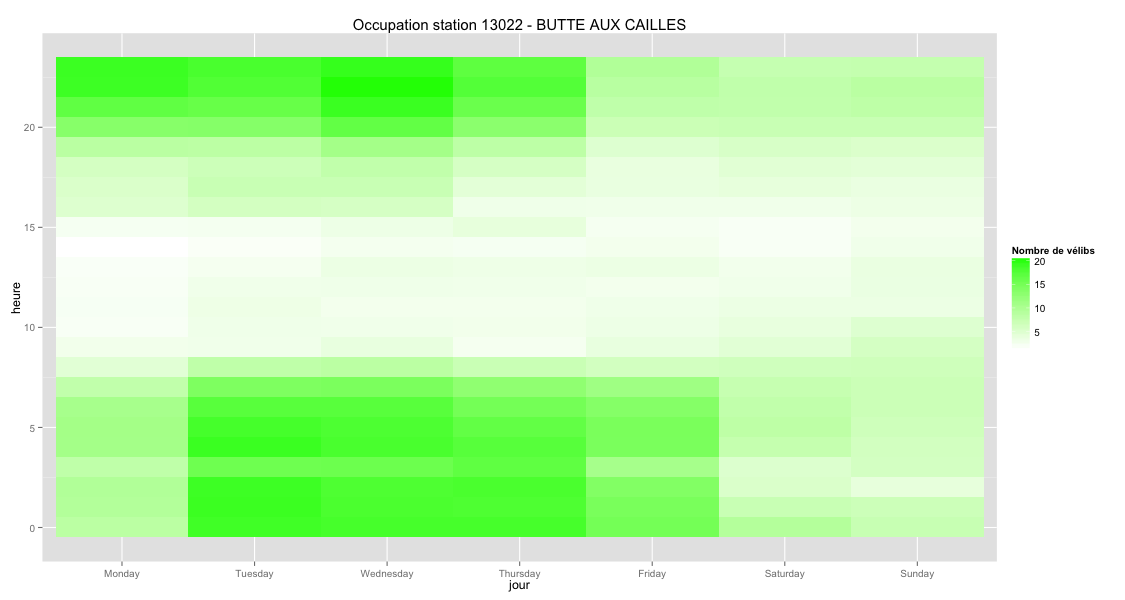 Occupation station 13022 - BUTTE AUX CAILLES
heure
20
15
10
5
0
Monday Tuesday Wednesday Thursday Friday Saturday Sunday
jour
Nombre de vélibs
20
15
10
5